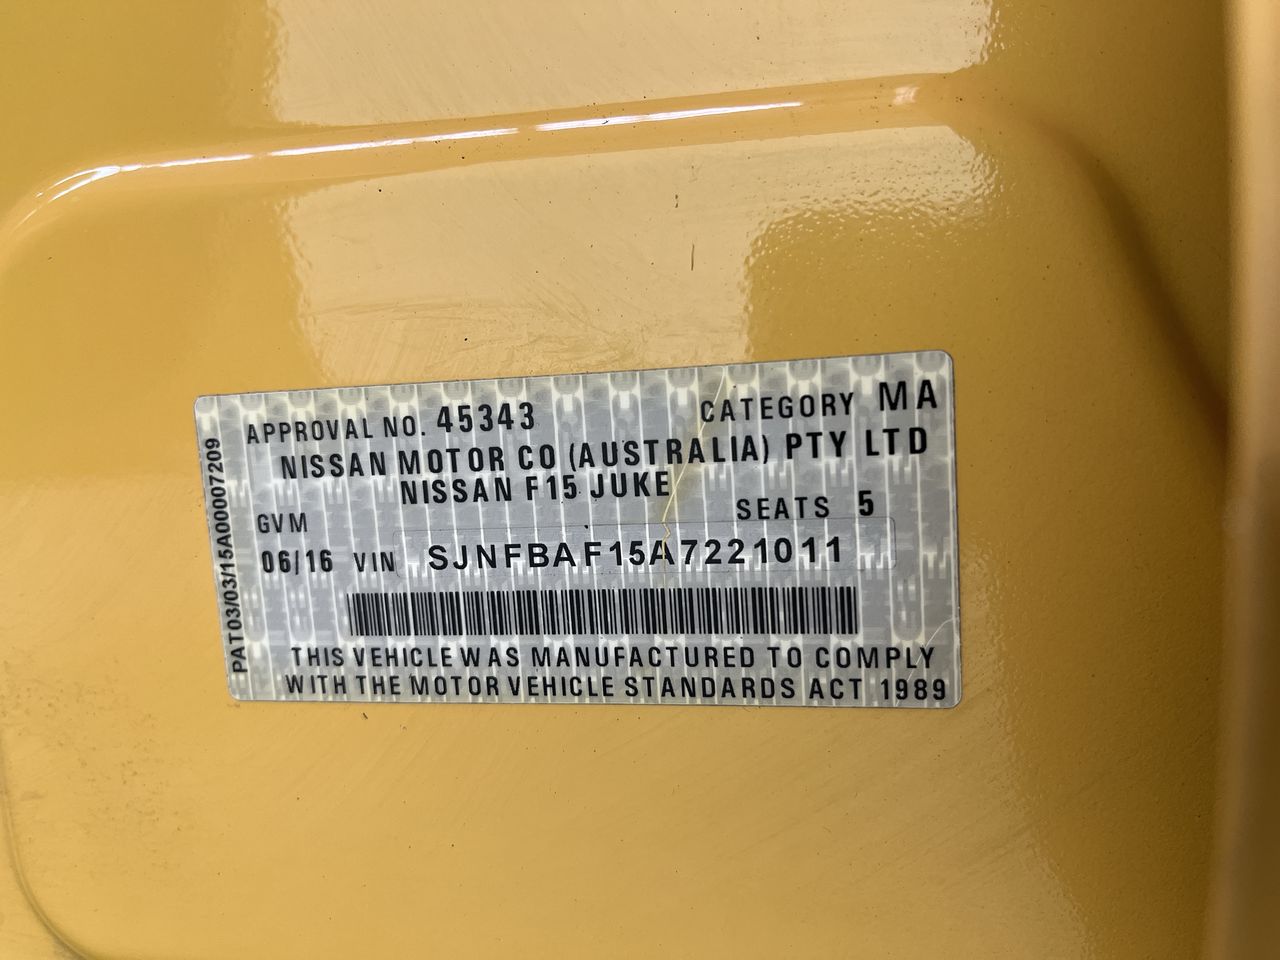 APPROVAL NO. 45343 CATEGORY MA
NISSAN MOTOR CO (AUSTRALIA) PTY LTD
NISSAN F15 JUKE
GVM SEATS 5
06/16 VIN SJNFBAF15A7221011
THIS VEHICLE WAS MANUFACTURED TO COMPLY
WITH THE MOTOR VEHICLE STANDARDS ACT 1989
PAT03/03/15A00007209